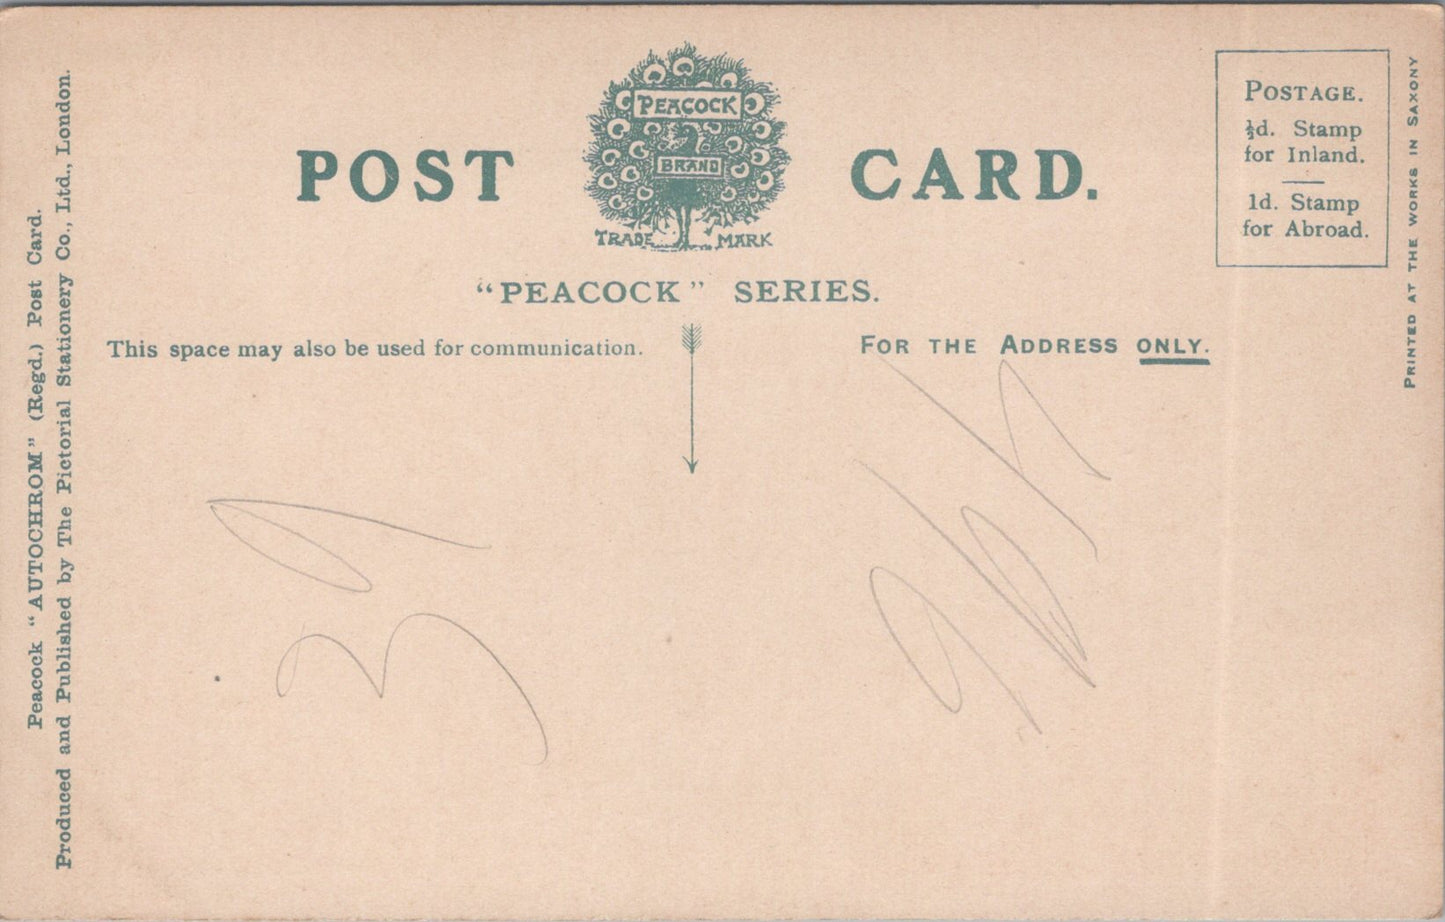 Peacock "AUTOCHROM" (Regd.) Post Card.
Produced and Published by The Pictorial Stationery Co., Ltd., London.
POST CARD.
PEACOCK
BRAND
TRADE MARK
"PEACOCK" SERIES.
This space may also be used for communication.
FOR THE ADDRESS ONLY.
POSTAGE.
½d. Stamp
for Inland.
1d. Stamp
for Abroad.
PRINTED AT THE WORKS IN SAXONY